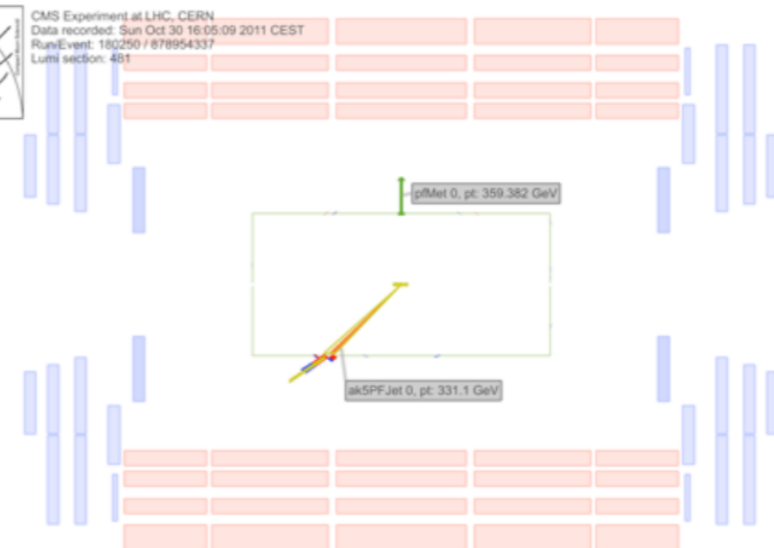 CMS Experiment at LHC, CERN
Data recorded: Sun Oct 30 16:05:09 2011 CEST
Run/Event: 180250 / 878954337
Lumi section: 481
pfMet 0, pt: 359.382 GeV
ak5PFJet 0, pt: 331.1 GeV